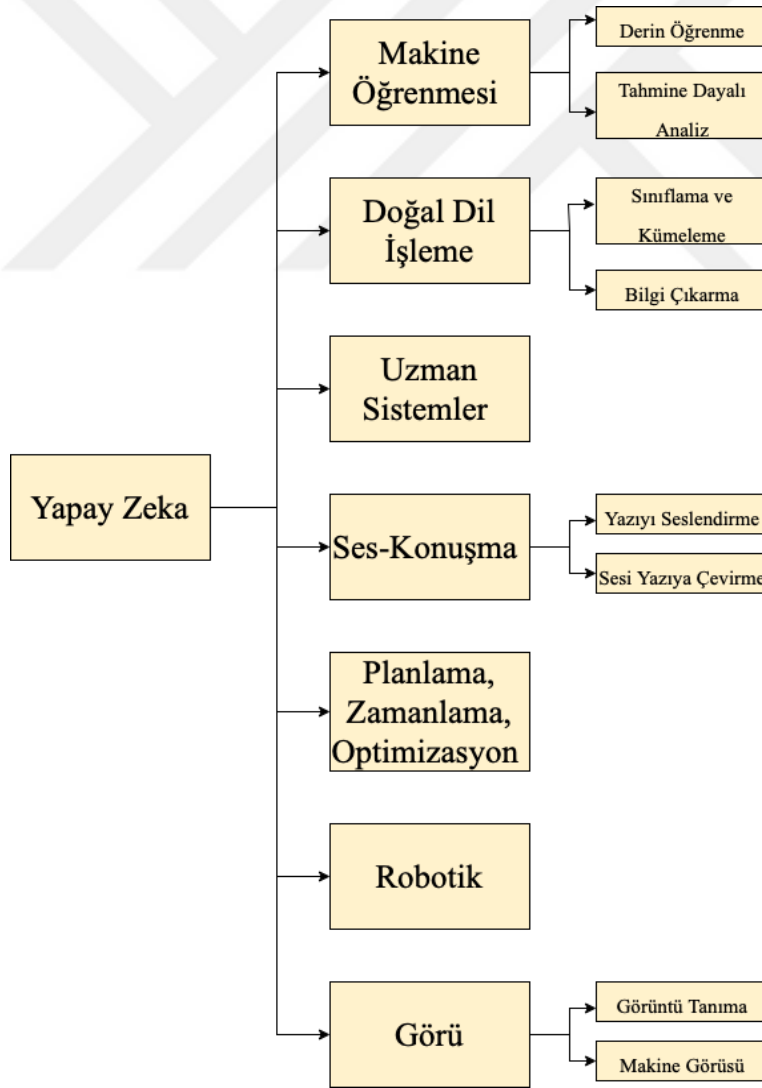 Makine
Öğrenmesi
Derin Öğrenme
Tahmine Dayalı
Analiz
Doğal Dil
İşleme
Sınıflama ve
Kümeleme
Bilgi Çıkarma
Uzman
Sistemler
Yapay Zeka
Ses-Konuşma
Yazıyı Seslendirme
Sesi Yazıya Çevirme
Planlama,
Zamanlama,
Optimizasyon
Robotik
Görü
Görüntü Tanıma
Makine Görüsü